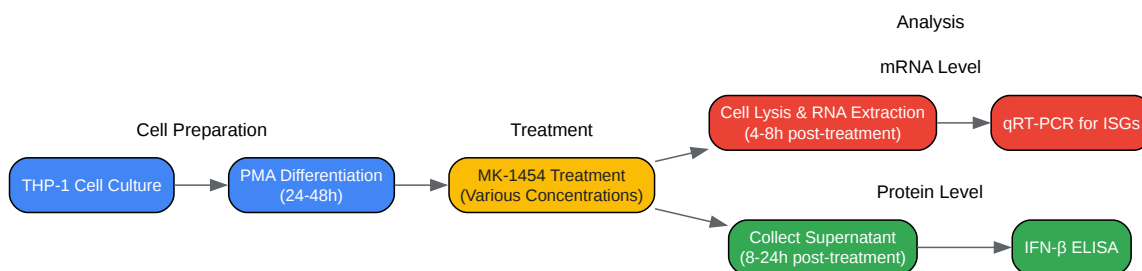 Analysis
mRNA Level
Cell Lysis & RNA Extraction
(4-8h post-treatment)
qRT-PCR for ISGs
Cell Preparation
Treatment
THP-1 Cell Culture
PMA Differentiation
(24-48h)
MK-1454 Treatment
(Various Concentrations)
Protein Level
Collect Supernatant
(8-24h post-treatment)
IFN-β ELISA